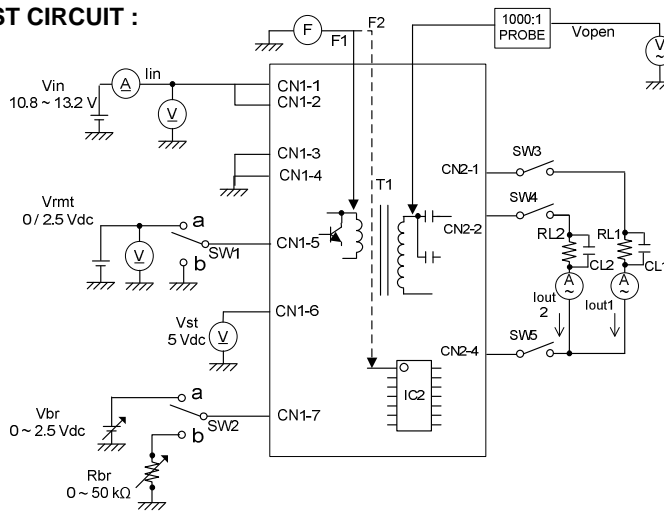 ST CIRCUIT :
F
F1
F2
1000:1
PROBE
Vopen
V
~
Vin
10.8 ~ 13.2 V
A
Iin
V
CN1-1
CN1-2
CN1-3
CN1-4
T1
CN2-1
SW3
SW4
CN2-2
Vrmt
0 / 2.5 Vdc
V
a
b
SW1
CN1-5
RL2
RL1
CL2
CL1
A
~
A
~
Iout
2
Iout1
CN1-6
Vst
5 Vdc
V
CN2-4
SW5
IC2
Vbr
0 ~ 2.5 Vdc
a
b
SW2
CN1-7
Rbr
0 ~ 50 kΩ